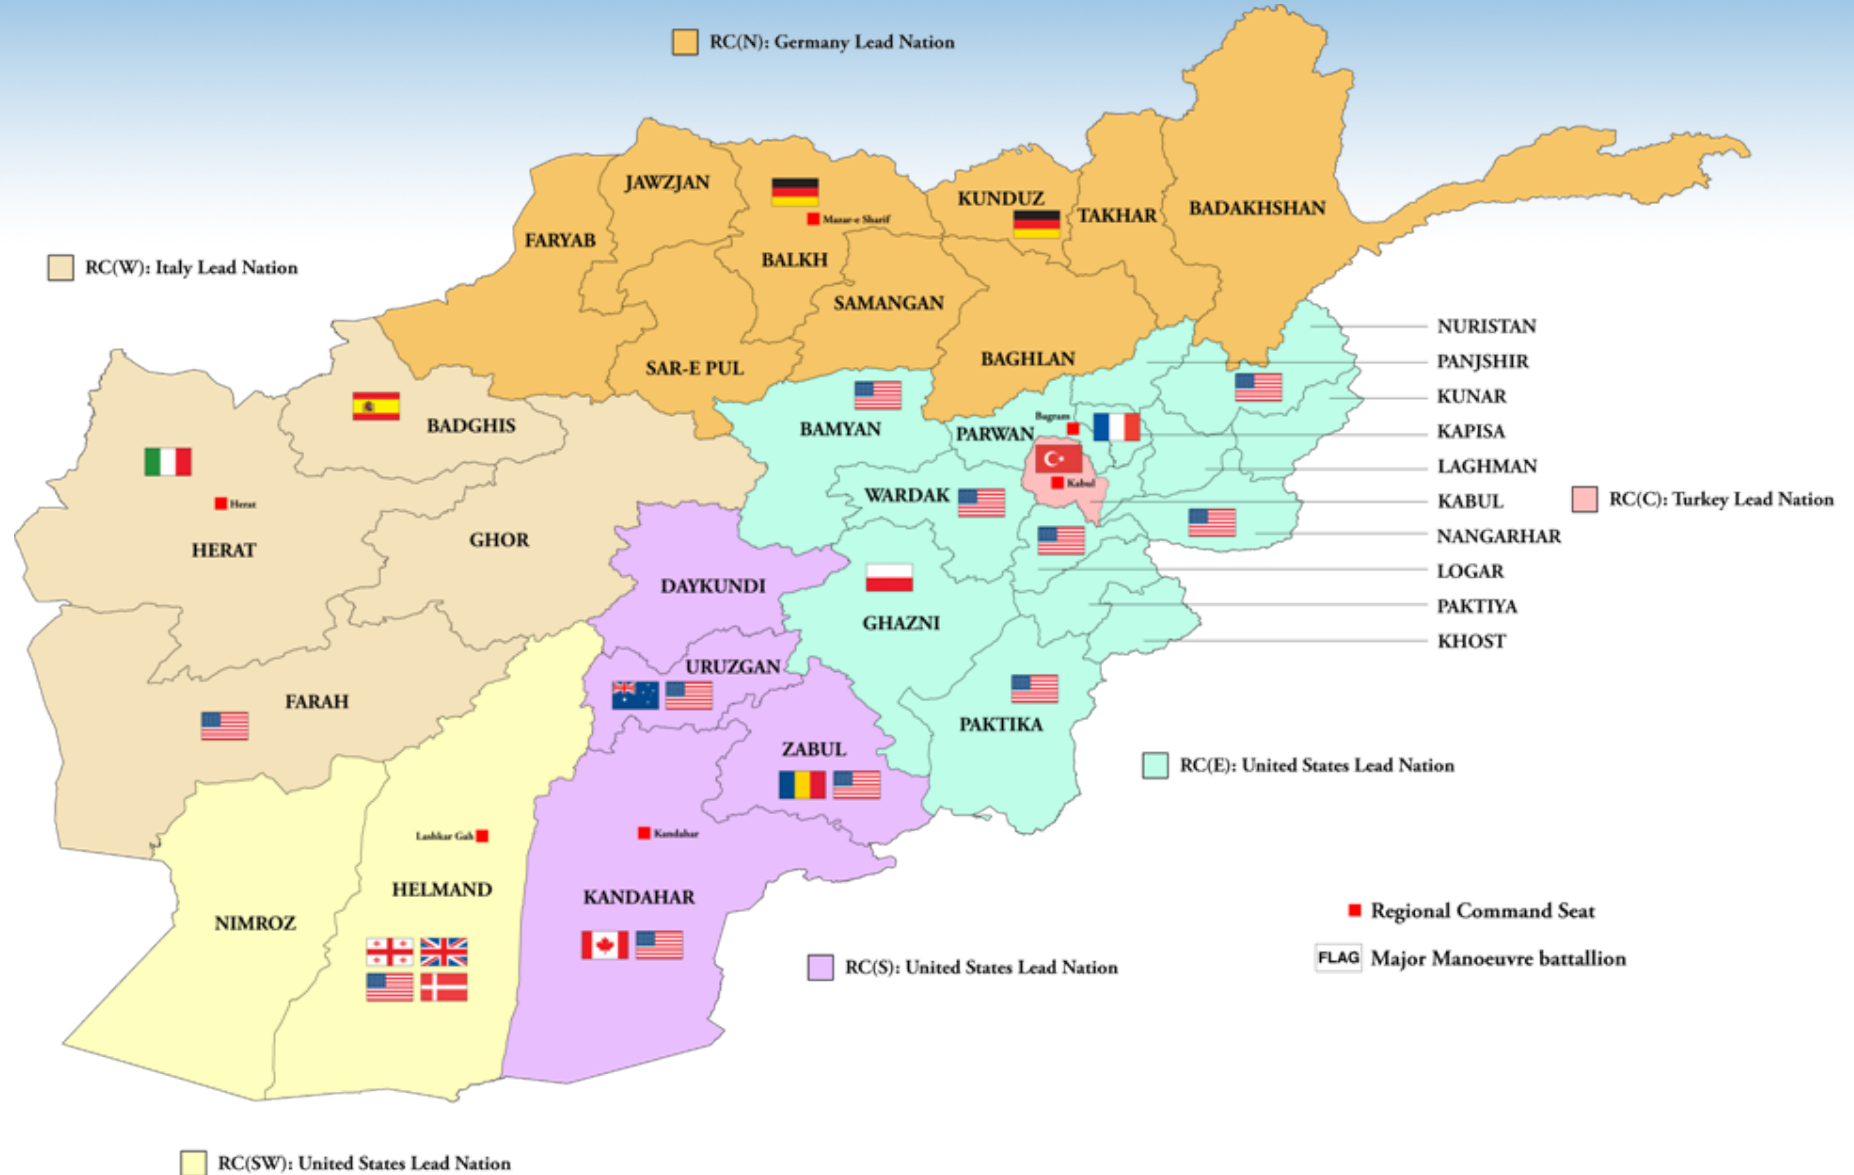 RC(N): Germany Lead Nation
JAWZJAN
KUNDUZ
TAKHAR
BADAKHSHAN
Mazar-e Sharif
FARYAB
BALKH
RC(W): Italy Lead Nation
SAMANGAN
NURISTAN
BAGHLAN
PANJSHIR
SAR-E PUL
KUNAR
Bagram
BADGHIS
BAMYAN
PARWAN
KAPISA
LAGHMAN
Kabul
WARDAK
KABUL
RC(C): Turkey Lead Nation
Herat
NANGARHAR
HERAT
GHOR
LOGAR
DAYKUNDI
PAKTIYA
GHAZNI
KHOST
URUZGAN
FARAH
PAKTIKA
ZABUL
RC(E): United States Lead Nation
Lashkar Gah
Kandahar
HELMAND
KANDAHAR
NIMROZ
Regional Command Seat
FLAG Major Manoeuvre battallion
RC(S): United States Lead Nation
RC(SW): United States Lead Nation